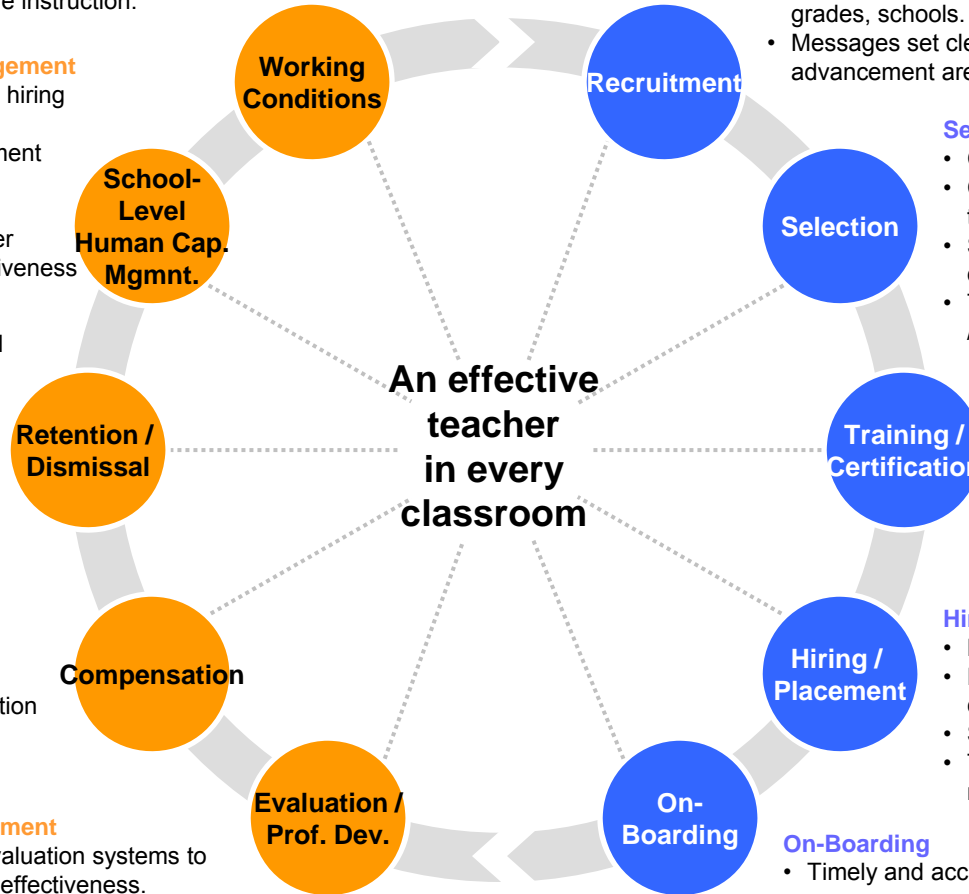 e instruction.
gement
hiring
ment
er
iveness
tion
ment
valuation systems to
effectiveness.
Working
Conditions
School-
Level
Human Cap.
Mgmnt.
Retention /
Dismissal
Compensation
Evaluation /
Prof. Dev.
An effective
teacher
in every
classroom
Recruitment
Selection
Training /
Certification
Hiring /
Placement
On-
Boarding
grades, schools.
• Messages set cle
advancement are
Se
Hi
On-Boarding
• Timely and acc